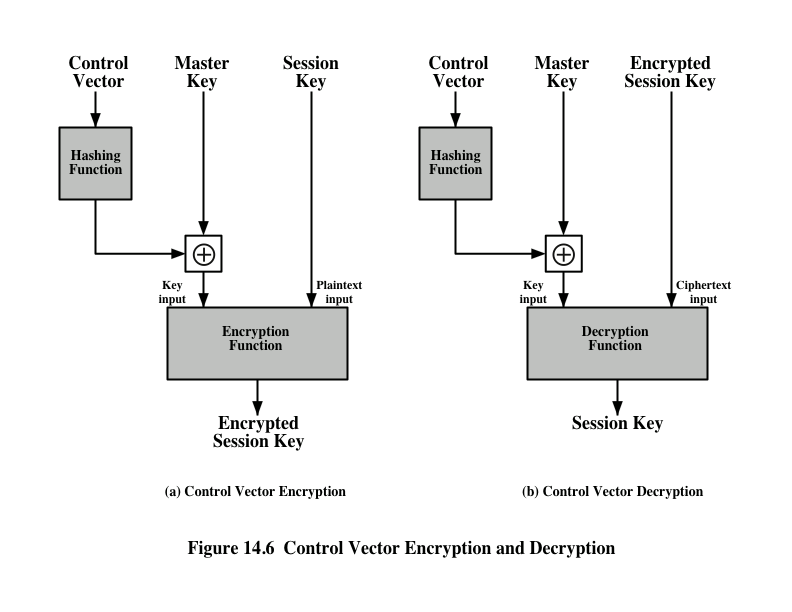 Control
Vector
Master
Key
Session
Key
Hashing
Function
Key
input
Plaintext
input
Encryption
Function
Encrypted
Session Key
(a) Control Vector Encryption
Control
Vector
Master
Key
Encrypted
Session Key
Hashing
Function
Key
input
Ciphertext
input
Decryption
Function
Session Key
(b) Control Vector Decryption
Figure 14.6 Control Vector Encryption and Decryption